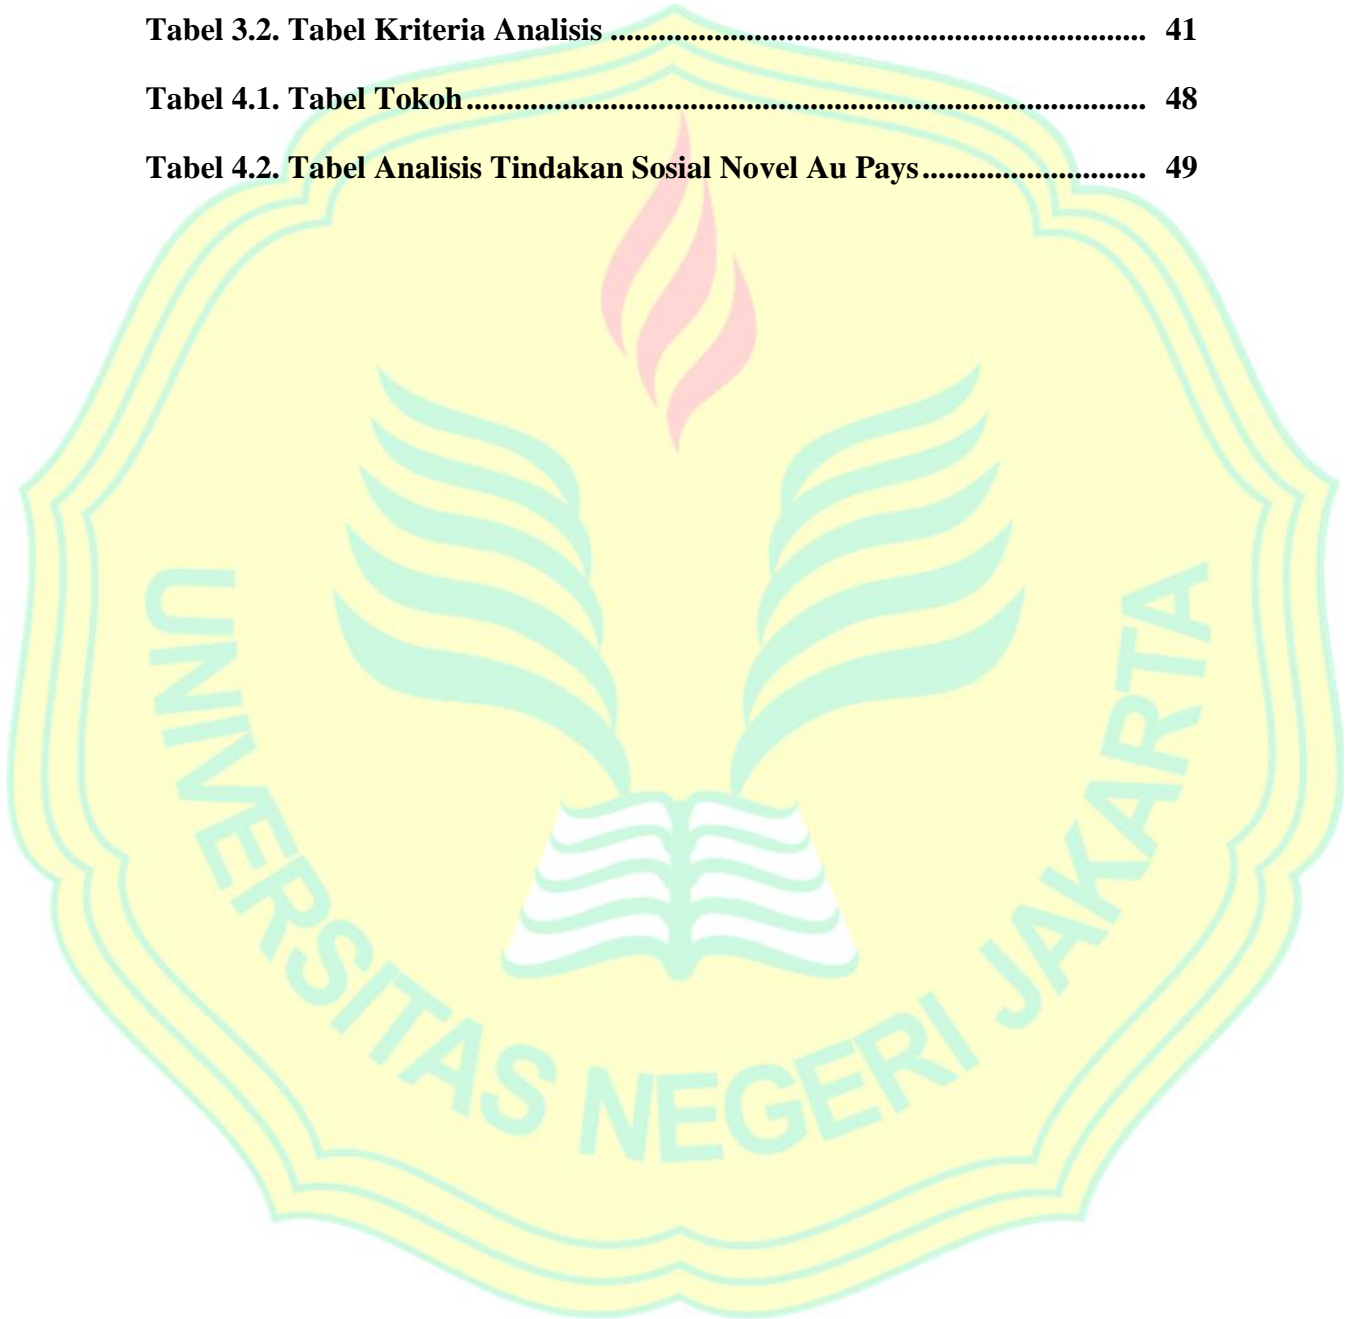 Tabel 3.2. Tabel Kriteria Analisis ................................................................... 41
Tabel 4.1. Tabel Tokoh ..................................................................................... 48
Tabel 4.2. Tabel Analisis Tindakan Sosial Novel Au Pays ............................ 49
UNIVERSITAS NEGERI JAKARTA